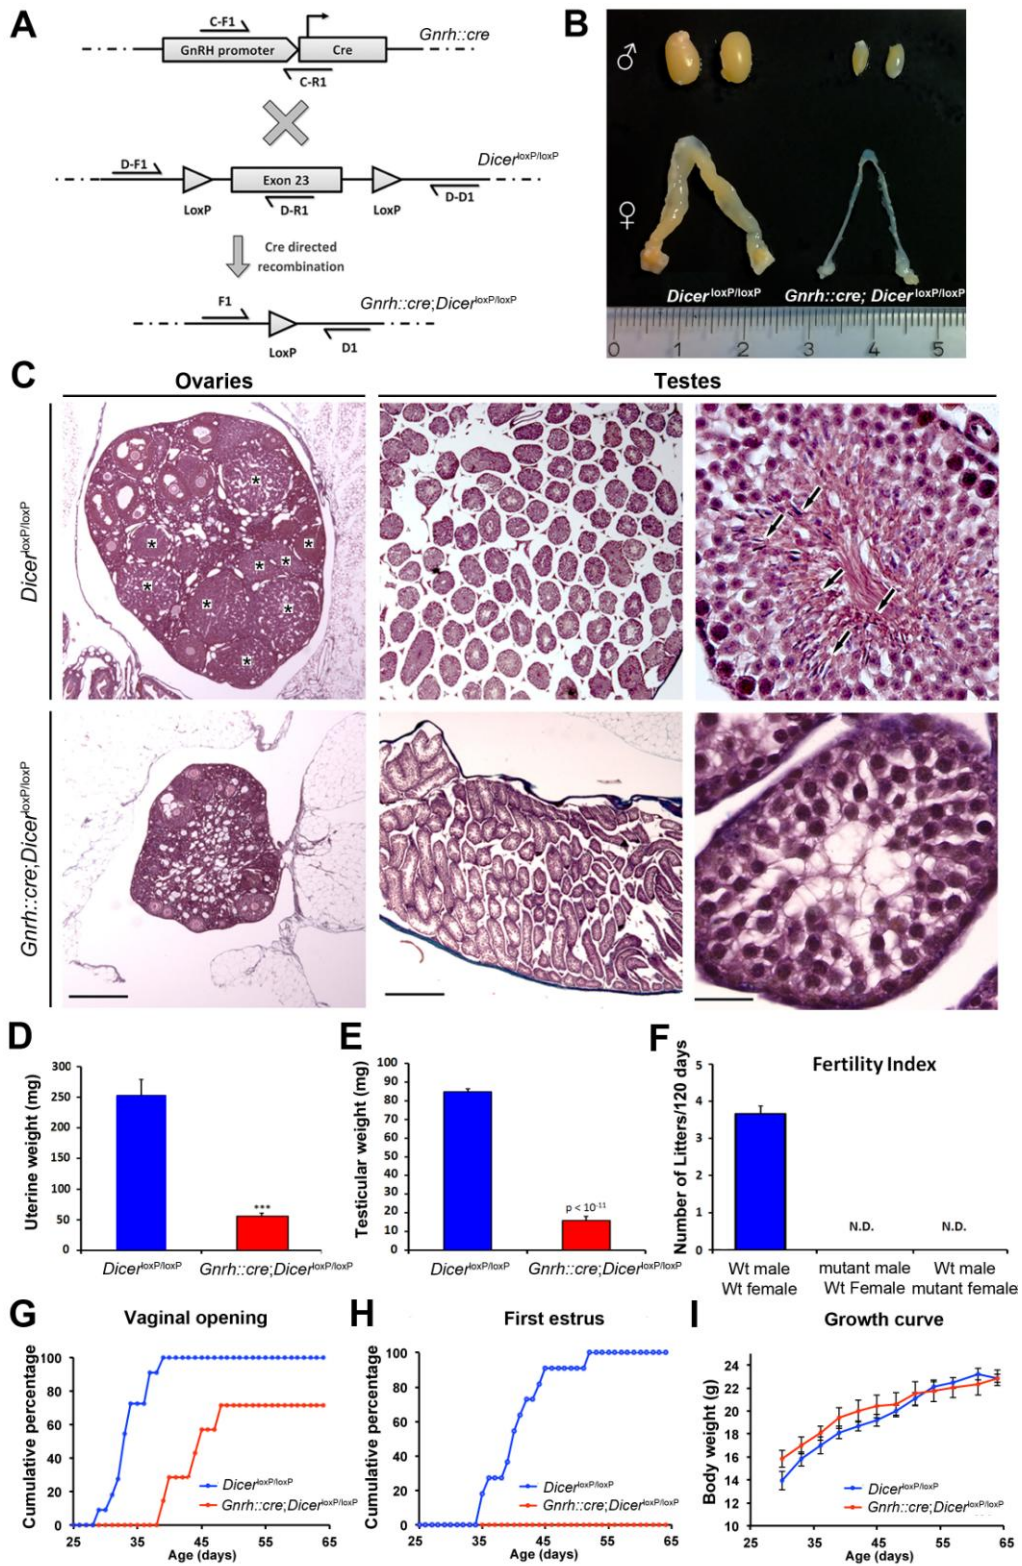 A
C-F1
Gnrh::cre
GnRH promoter
Cre
C-R1
D-F1
Dicer^loxP/loxP
Exon 23
LoxP
D-R1
LoxP
D-D1
Cre directed
recombination
F1
Gnrh::cre;Dicer^loxP/loxP
LoxP
D1
B
♂
♀
Dicer^loxP/loxP
Gnrh::cre; Dicer^loxP/loxP
0 1 2 3 4 5
C
Ovaries
Testes
Dicer^loxP/loxP
* * * * * * * * *
Gnrh::cre;Dicer^loxP/loxP
D
Uterine weight (mg)
300
250
200
150
100
50
0
***
Dicer^loxP/loxP
Gnrh::cre;Dicer^loxP/loxP
E
Testicular weight (mg)
100
90
80
70
60
50
40
30
20
10
0
p < 10^-11
Dicer^loxP/loxP
Gnrh::cre;Dicer^loxP/loxP
F
Fertility Index
Number of Litters/120 days
5
4
3
2
1
0
N.D.
N.D.
Wt male
Wt female
mutant male
Wt Female
Wt male
mutant female
G
Vaginal opening
Cumulative percentage
100
80
60
40
20
0
Dicer^loxP/loxP
Gnrh::cre;Dicer^loxP/loxP
25 35 45 55 65
Age (days)
H
First estrus
Cumulative percentage
100
80
60
40
20
0
Dicer^loxP/loxP
Gnrh::cre;Dicer^loxP/loxP
25 35 45 55 65
Age (days)
I
Growth curve
Body weight (g)
24
22
20
18
16
14
12
10
Dicer^loxP/loxP
Gnrh::cre;Dicer^loxP/loxP
25 35 45 55 65
Age (days)